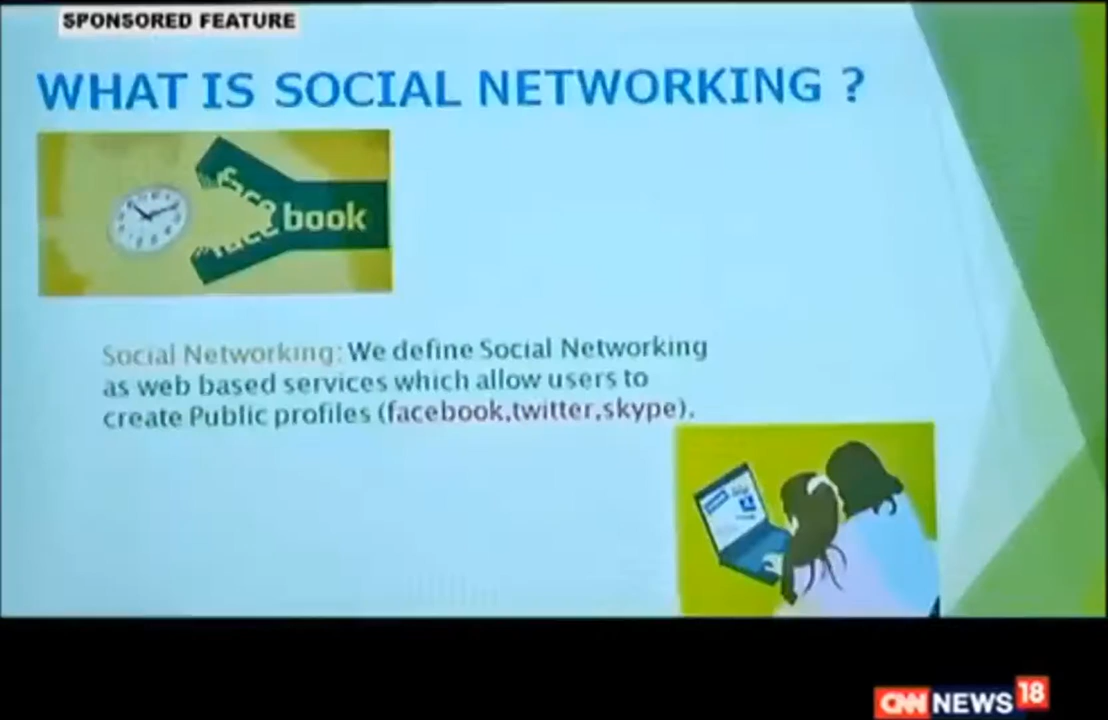 SPONSORED FEATURE
WHAT IS SOCIAL NETWORKING ?
face
book
face
Social Networking: We define Social Networking
as web based services which allow users to
create Public profiles (facebook,twitter,skype).
CNN NEWS 18